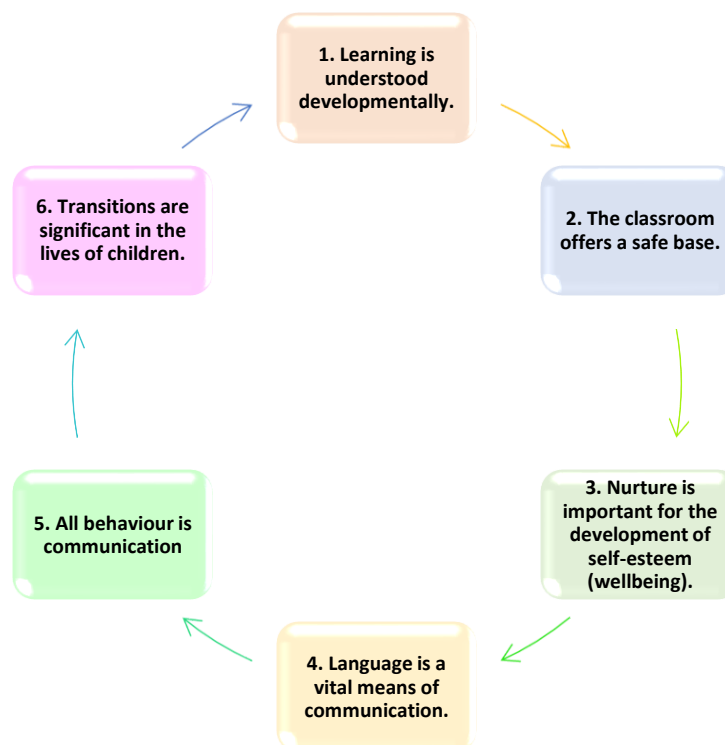 1. Learning is
understood
developmentally.
2. The classroom
offers a safe base.
3. Nurture is
important for the
development of
self-esteem
(wellbeing).
4. Language is a
vital means of
communication.
5. All behaviour is
communication
6. Transitions are
significant in the
lives of children.